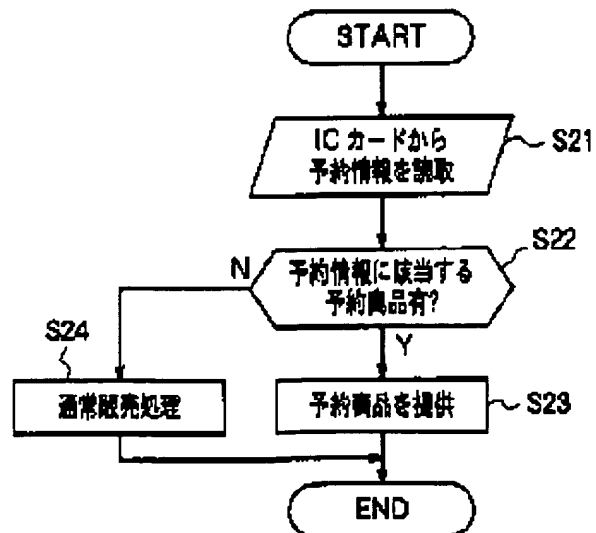 START
ICカードから
予約情報を読取
S21
S22
予約情報に該当する
予約商品有?
N
Y
S24
通常販売処理
予約商品を提供
S23
END